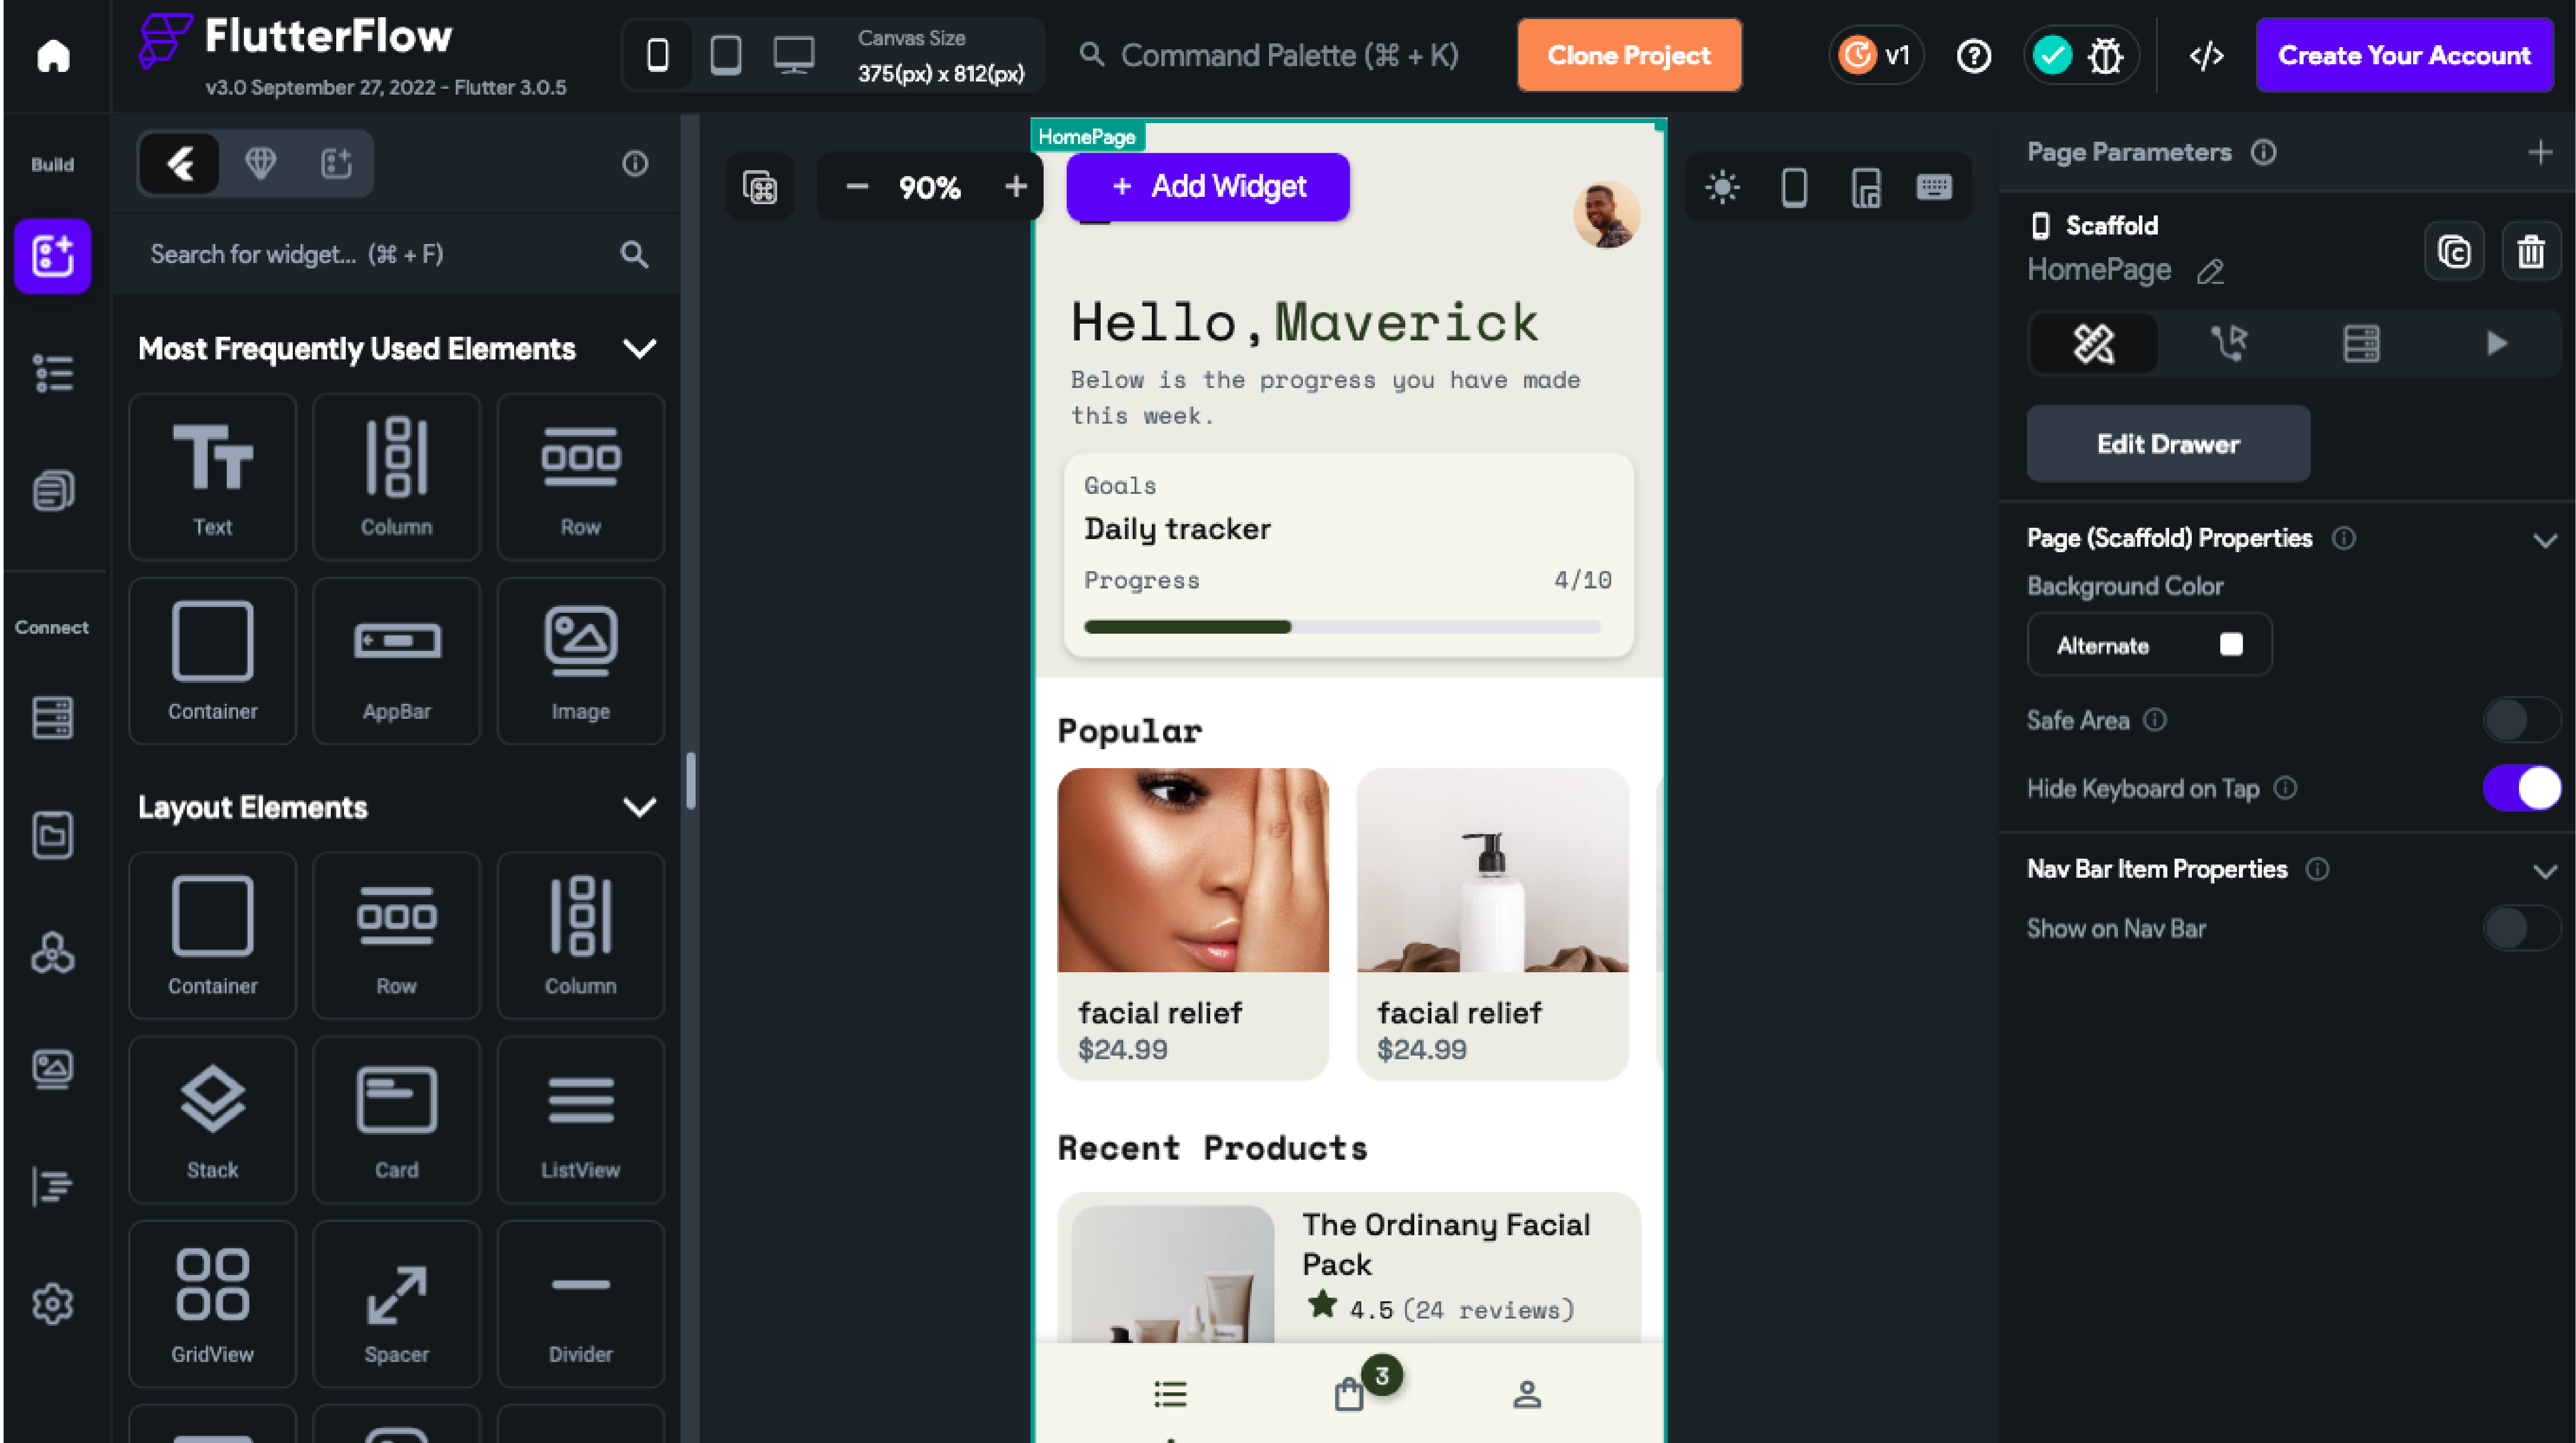 FlutterFlow
v3.0 September 27, 2022 - Flutter 3.0.5
Canvas Size
375(px) x 812(px)
Command Palette (⌘ + K)
Clone Project
v1
Create Your Account
Build
Connect
Search for widget... (⌘ + F)
Most Frequently Used Elements
Text
Column
Row
Container
AppBar
Image
Layout Elements
Container
Row
Column
Stack
Card
ListView
GridView
Spacer
Divider
90%
HomePage
+ Add Widget
Hello, Maverick
Below is the progress you have made
this week.
Goals
Daily tracker
Progress 4/10
Popular
facial relief
$24.99
facial relief
$24.99
Recent Products
The Ordinany Facial
Pack
4.5 (24 reviews)
3
Page Parameters
Scaffold
HomePage
Edit Drawer
Page (Scaffold) Properties
Background Color
Alternate
Safe Area
Hide Keyboard on Tap
Nav Bar Item Properties
Show on Nav Bar